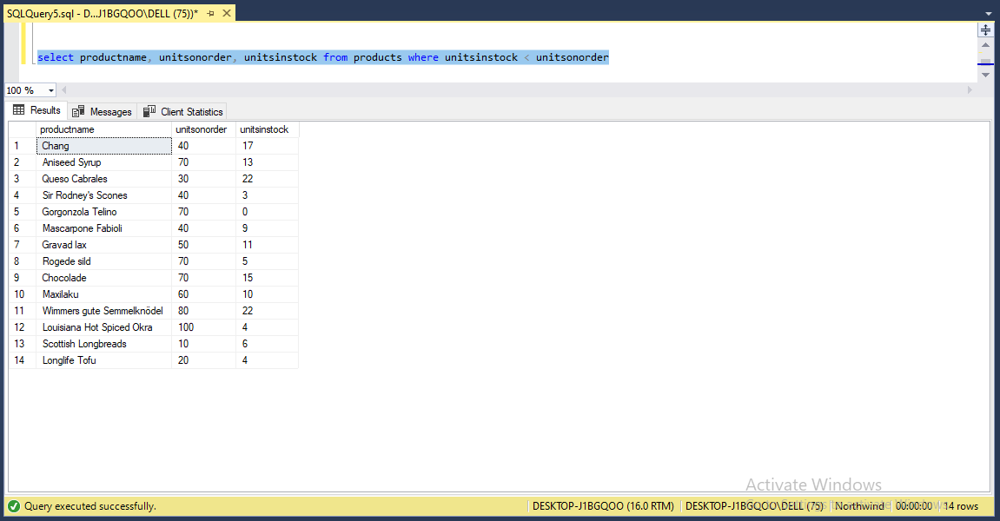 SQLQuery5.sql - D...J1BGQOO\DELL (75))*
select productname, unitsonorder, unitsinstock from products where unitsinstock < unitsonorder
100 %
Results Messages Client Statistics
productname unitsonorder unitsinstock
1 Chang 40 17
2 Aniseed Syrup 70 13
3 Queso Cabrales 30 22
4 Sir Rodney's Scones 40 3
5 Gorgonzola Telino 70 0
6 Mascarpone Fabioli 40 9
7 Gravad lax 50 11
8 Rogede sild 70 5
9 Chocolade 70 15
10 Maxilaku 60 10
11 Wimmers gute Semmelknödel 80 22
12 Louisiana Hot Spiced Okra 100 4
13 Scottish Longbreads 10 6
14 Longlife Tofu 20 4
Activate Windows
Query executed successfully. DESKTOP-J1BGQOO (16.0 RTM) DESKTOP-J1BGQOO\DELL (75) Northwind 00:00:00 14 rows